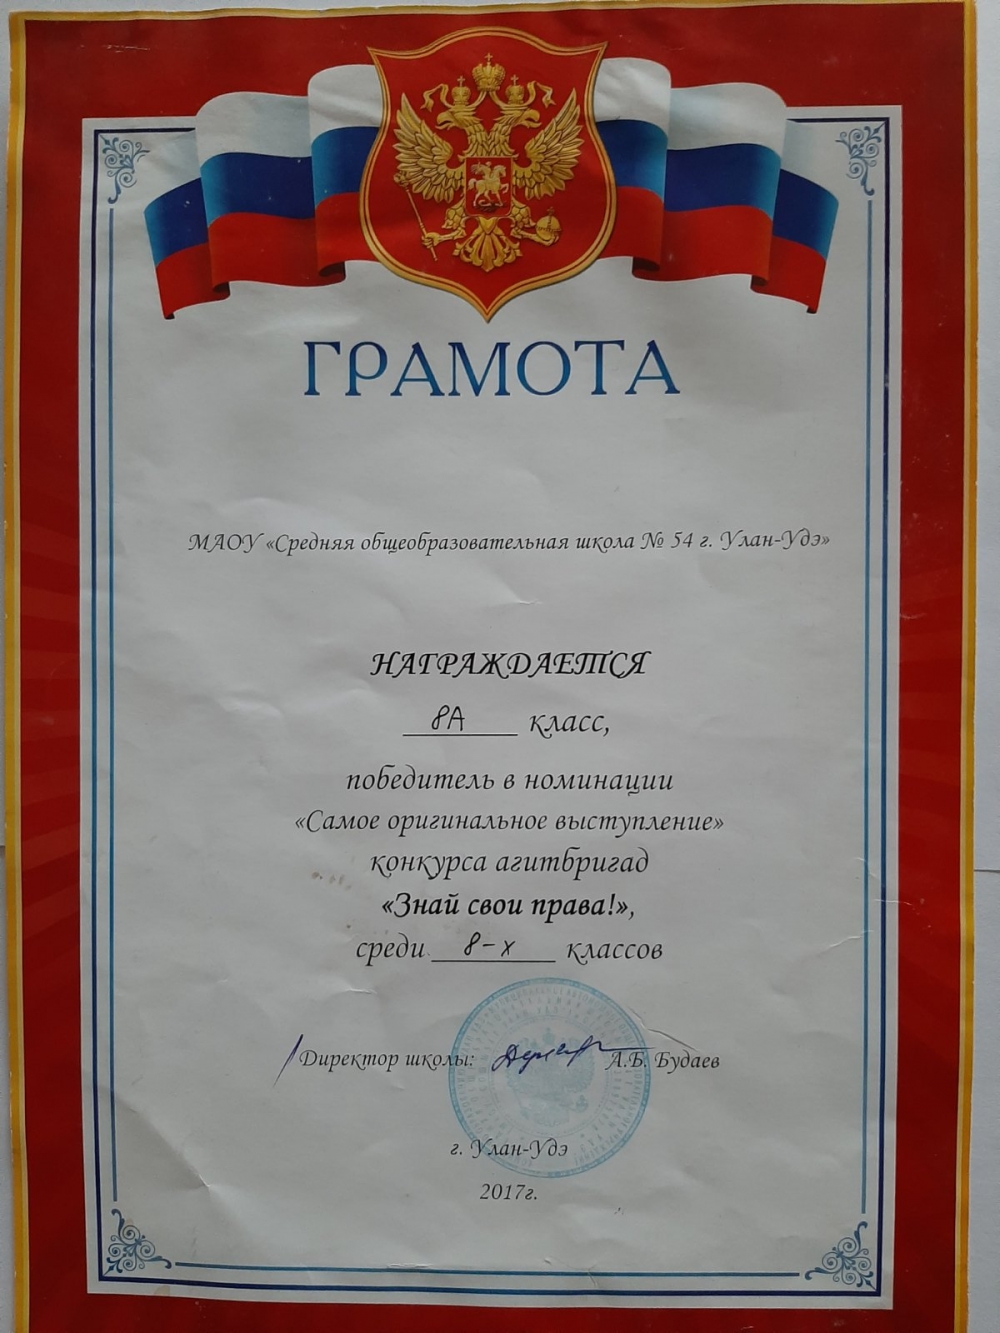 ГРАМОТА
МАОУ «Средняя общеобразовательная школа № 54 г. Улан-Удэ»
НАГРАЖДАЕТСЯ
8А класс,
победитель в номинации
«Самое оригинальное выступление»
конкурса агитбригад
«Знай свои права!»,
среди 8-х классов
Директор школы: А.Б. Будаев
г. Улан-Удэ
2017г.